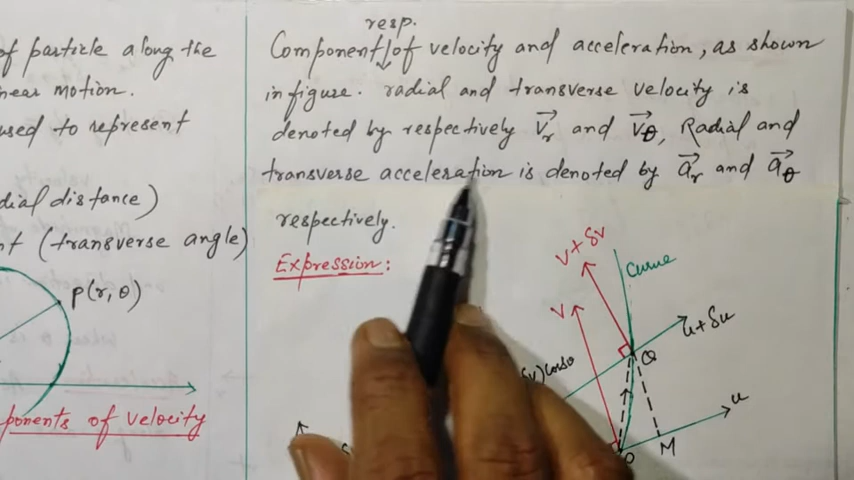 of particle along the
near motion.
used to represent
dial distance)
nt (transverse angle)
P(r, θ)
ponents of velocity
resp.
Component of velocity and acceleration, as shown
in figure. radial and transverse velocity is
denoted by respectively V⃗r and V⃗θ, Radial and
transverse acceleration is denoted by a⃗r and a⃗θ
respectively.
Expression:
V+δV
Curve
V
u+δu
Q
v) cosδθ
u
M